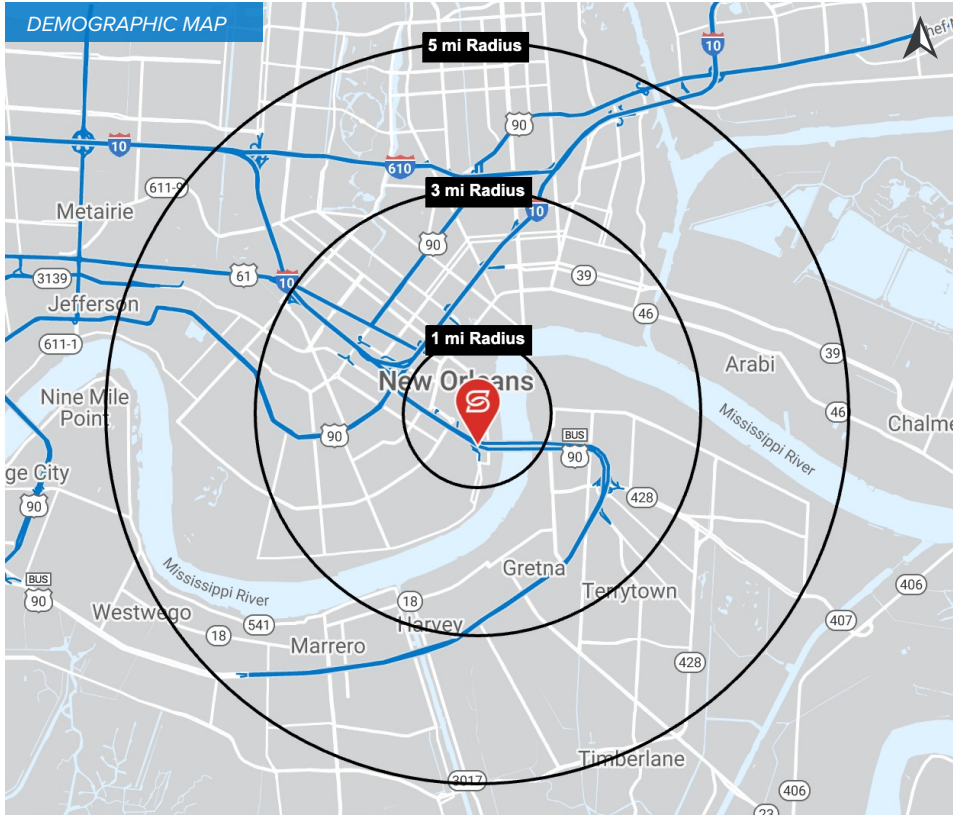 DEMOGRAPHIC MAP
5 mi Radius
10
90
10
610
611-9
3 mi Radius
Metairie
10
90
61
39
3139
10
Jefferson
46
611-1
1 mi Radius
39
Arabi
New Orleans
Nine Mile
Point
46
Mississippi River
Chalme
90
BUS
90
ge City
428
90
Gretna
Mississippi River
BUS
90
Terrytown
406
18
Westwego
541
Harvey
407
18
Marrero
428
Timberlane
3017
406
23